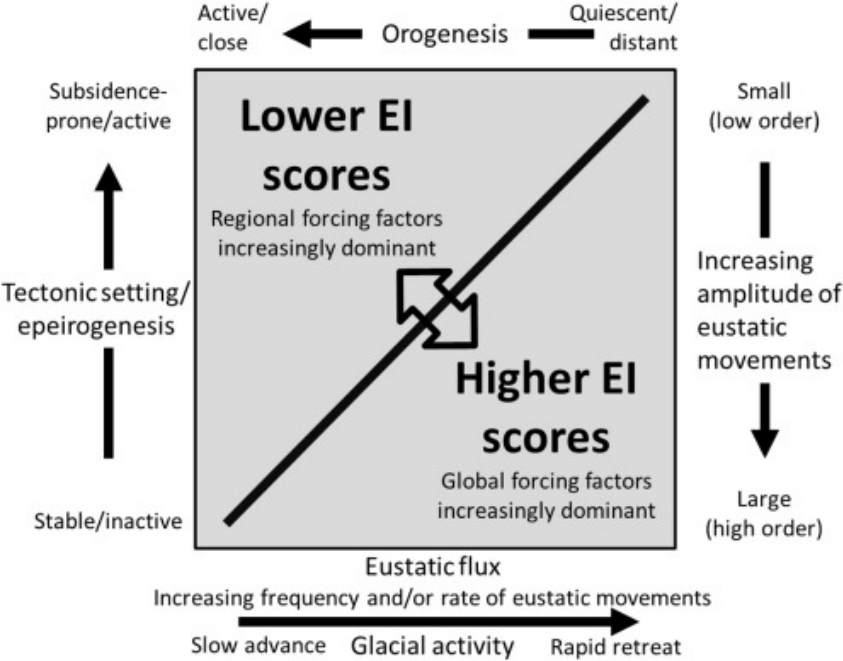 Active/
close
Orogenesis
Quiescent/
distant
Subsidence-
prone/active
Tectonic setting/
epeirogenesis
Stable/inactive
Lower EI
scores
Regional forcing factors
increasingly dominant
Higher EI
scores
Global forcing factors
increasingly dominant
Small
(low order)
Increasing
amplitude of
eustatic
movements
Large
(high order)
Eustatic flux
Increasing frequency and/or rate of eustatic movements
Slow advance Glacial activity Rapid retreat